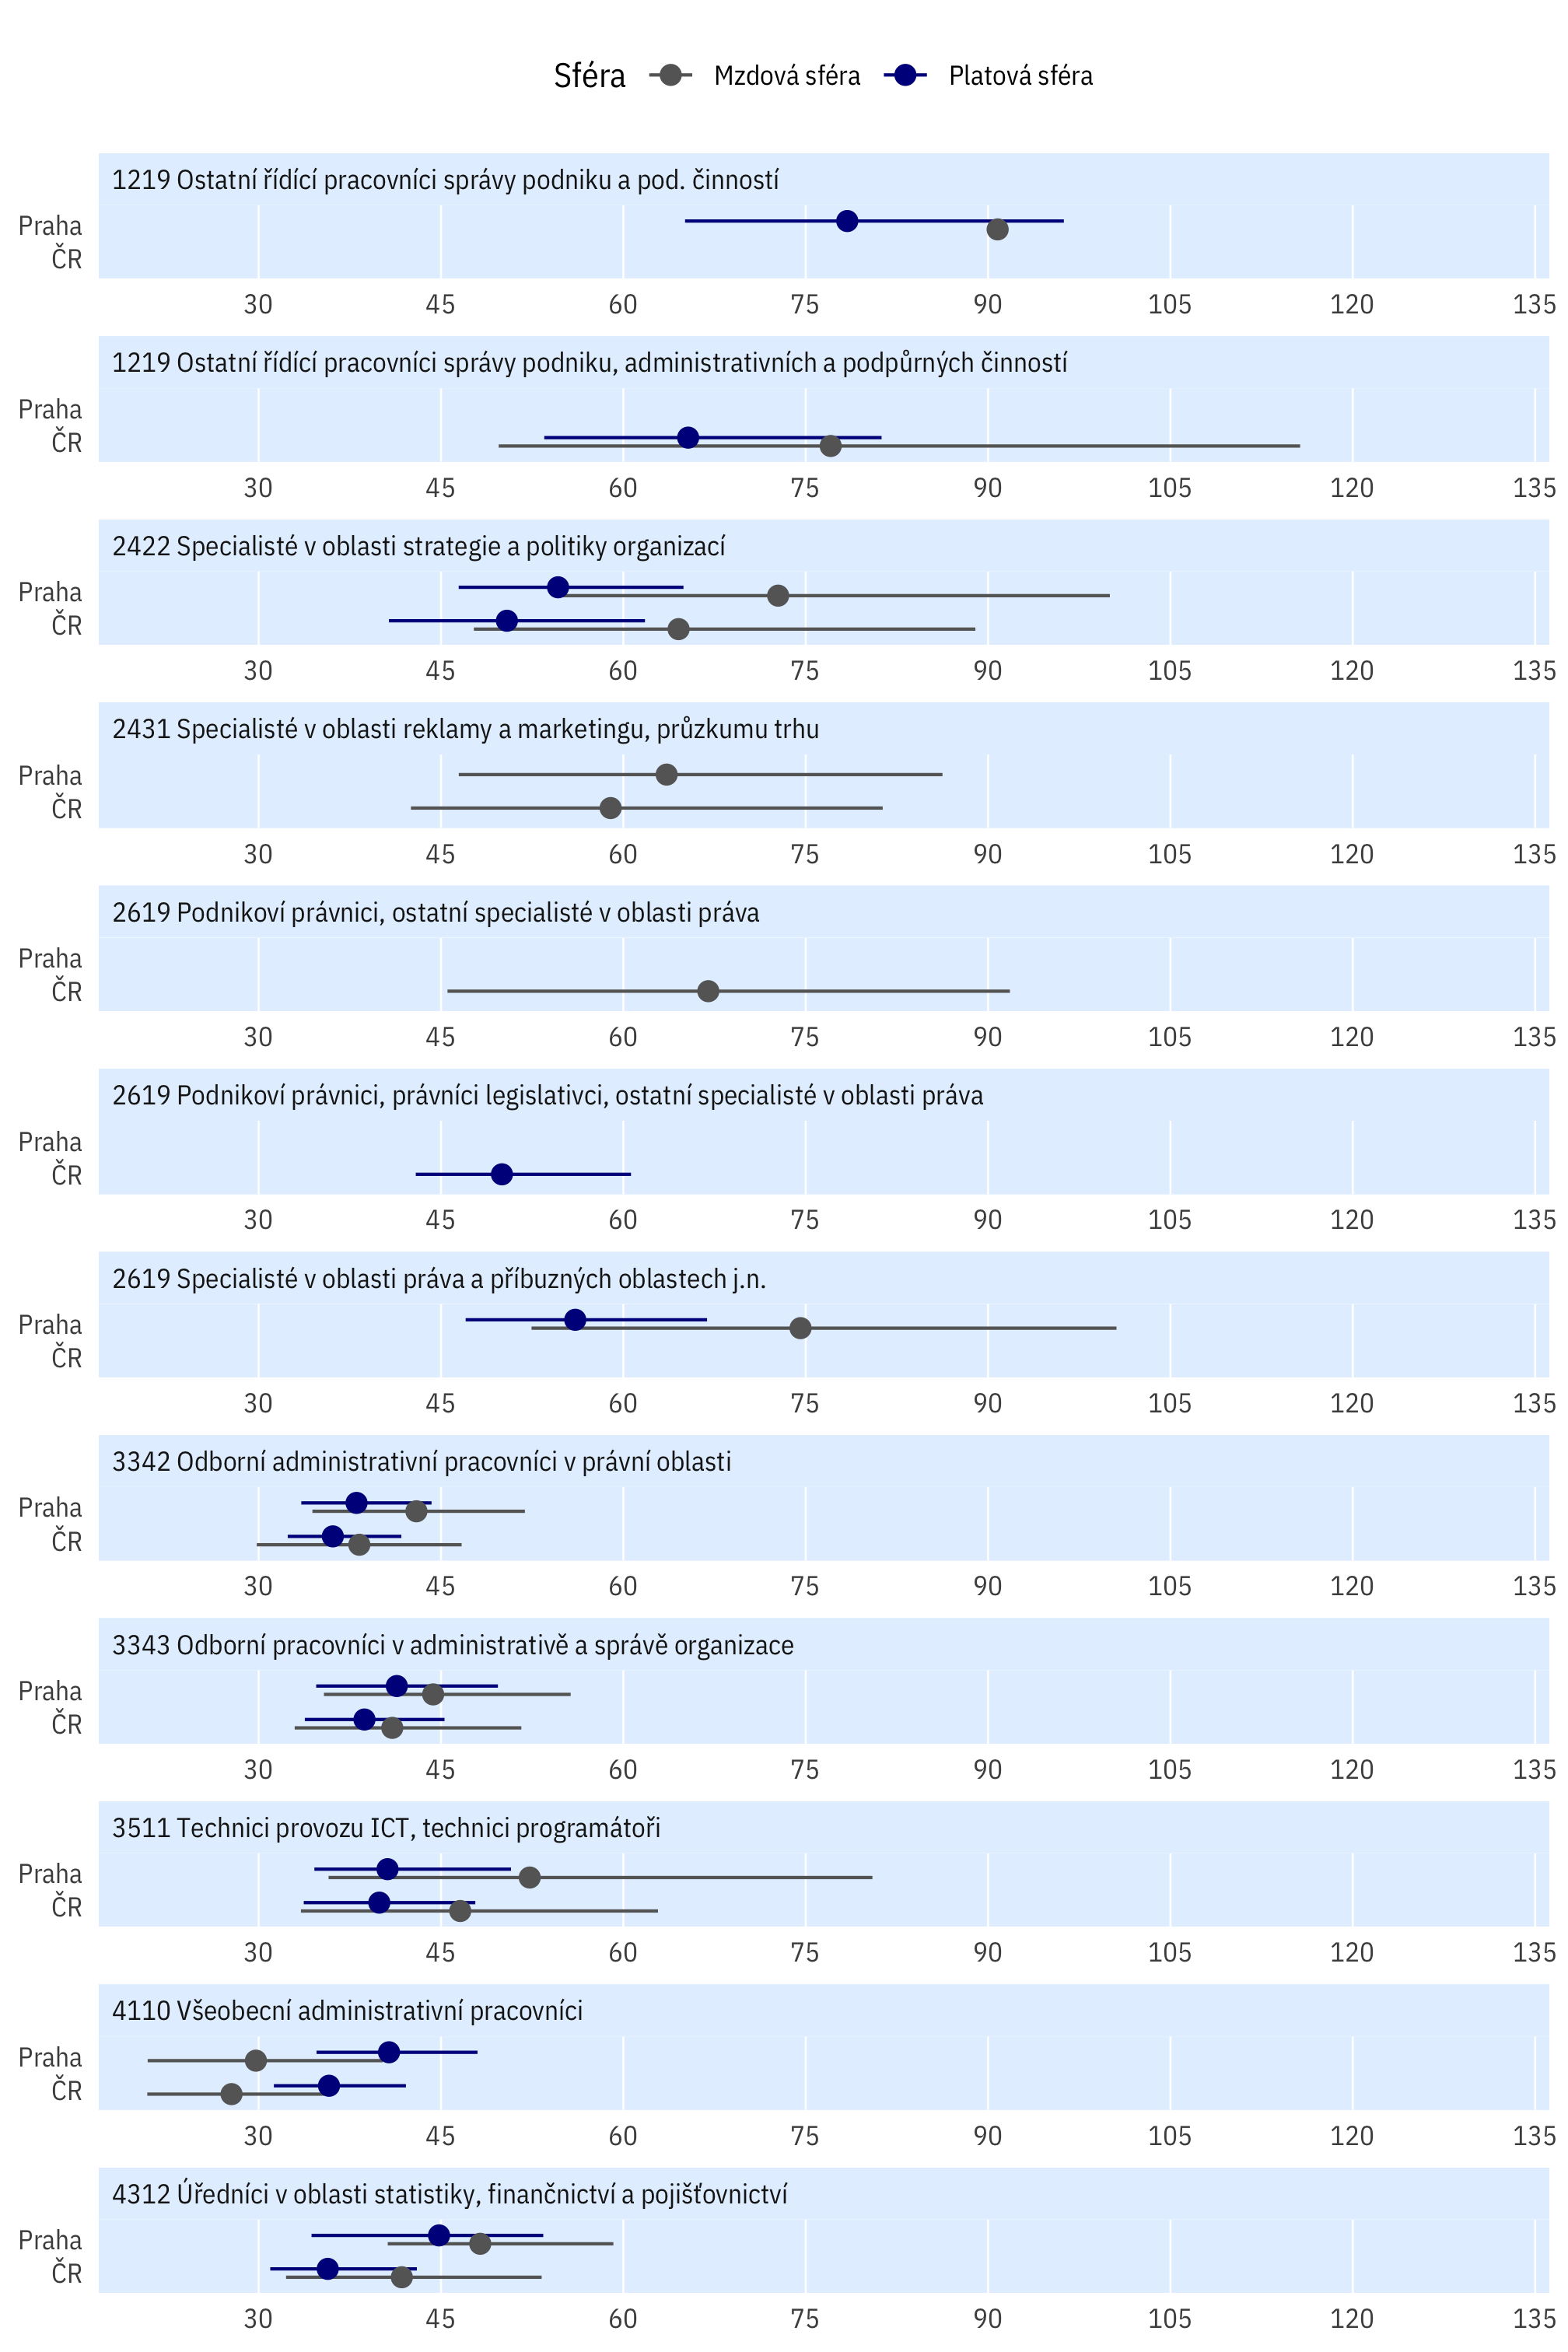 Sféra Mzdová sféra Platová sféra
1219 Ostatní řídící pracovníci správy podniku a pod. činností
Praha
ČR
30 45 60 75 90 105 120 135
1219 Ostatní řídící pracovníci správy podniku, administrativních a podpůrných činností
Praha
ČR
30 45 60 75 90 105 120 135
2422 Specialisté v oblasti strategie a politiky organizací
Praha
ČR
30 45 60 75 90 105 120 135
2431 Specialisté v oblasti reklamy a marketingu, průzkumu trhu
Praha
ČR
30 45 60 75 90 105 120 135
2619 Podnikoví právnici, ostatní specialisté v oblasti práva
Praha
ČR
30 45 60 75 90 105 120 135
2619 Podnikoví právnici, právníci legislativci, ostatní specialisté v oblasti práva
Praha
ČR
30 45 60 75 90 105 120 135
2619 Specialisté v oblasti práva a příbuzných oblastech j.n.
Praha
ČR
30 45 60 75 90 105 120 135
3342 Odborní administrativní pracovníci v právní oblasti
Praha
ČR
30 45 60 75 90 105 120 135
3343 Odborní pracovníci v administrativě a správě organizace
Praha
ČR
30 45 60 75 90 105 120 135
3511 Technici provozu ICT, technici programátoři
Praha
ČR
30 45 60 75 90 105 120 135
4110 Všeobecní administrativní pracovníci
Praha
ČR
30 45 60 75 90 105 120 135
4312 Úředníci v oblasti statistiky, finančnictví a pojišťovnictví
Praha
ČR
30 45 60 75 90 105 120 135